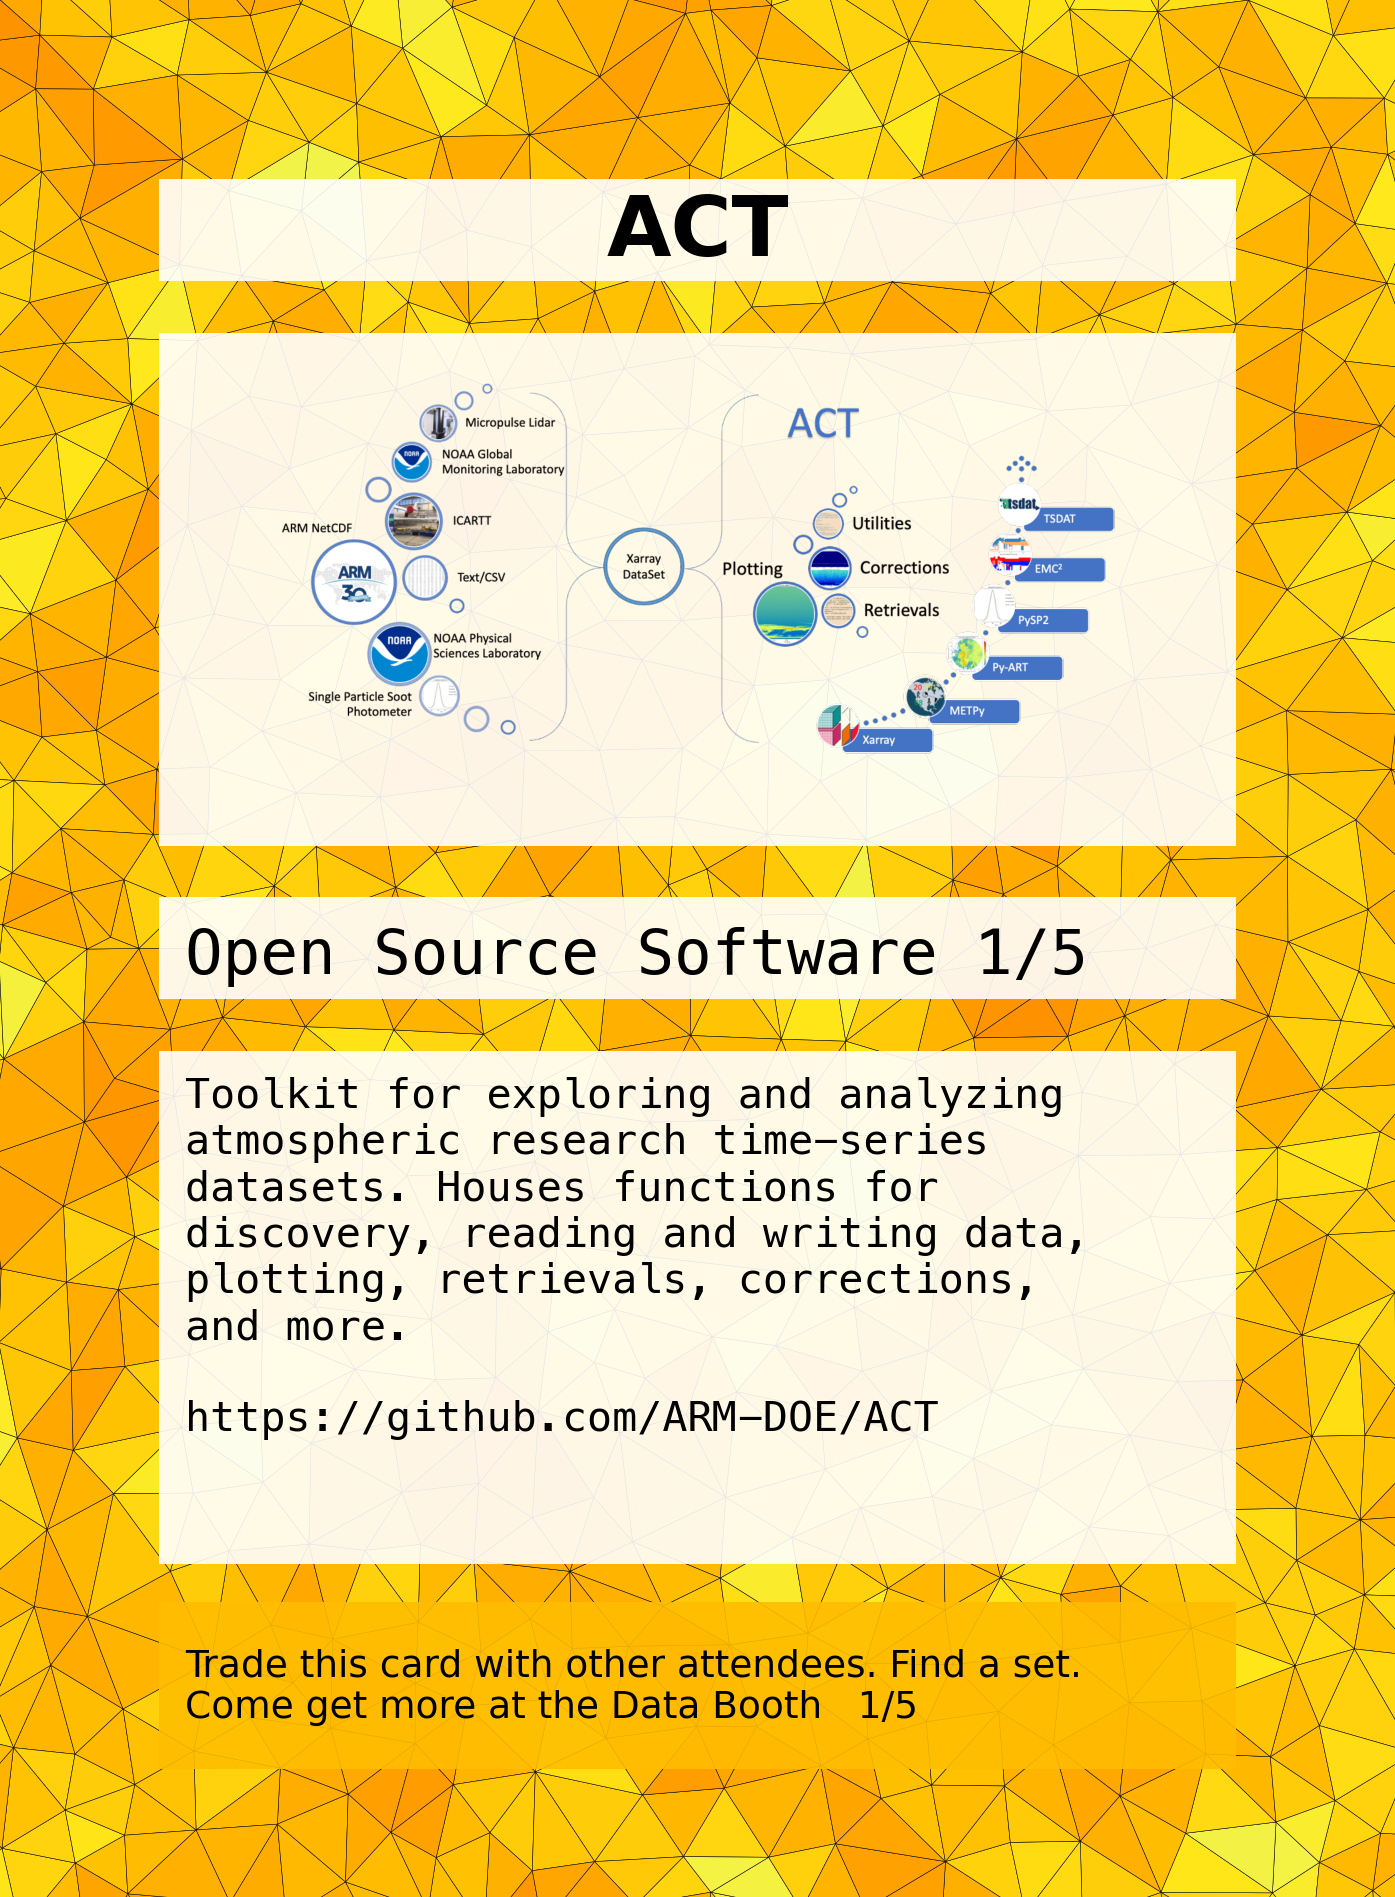 ACT
Micropulse Lidar
NOAA Global
Monitoring Laboratory
ICARTT
ARM NetCDF
ARM
30
Text/CSV
NOAA
NOAA
NOAA Physical
Sciences Laboratory
Single Particle Soot
Photometer
Xarray
DataSet
ACT
Utilities
Plotting
Corrections
Retrievals
tsdat
TSDAT
EMC²
PySP2
Py-ART
20
METPy
Xarray
Open Source Software 1/5
Toolkit for exploring and analyzing
atmospheric research time-series
datasets. Houses functions for
discovery, reading and writing data,
plotting, retrievals, corrections,
and more.
https://github.com/ARM-DOE/ACT
Trade this card with other attendees. Find a set.
Come get more at the Data Booth 1/5